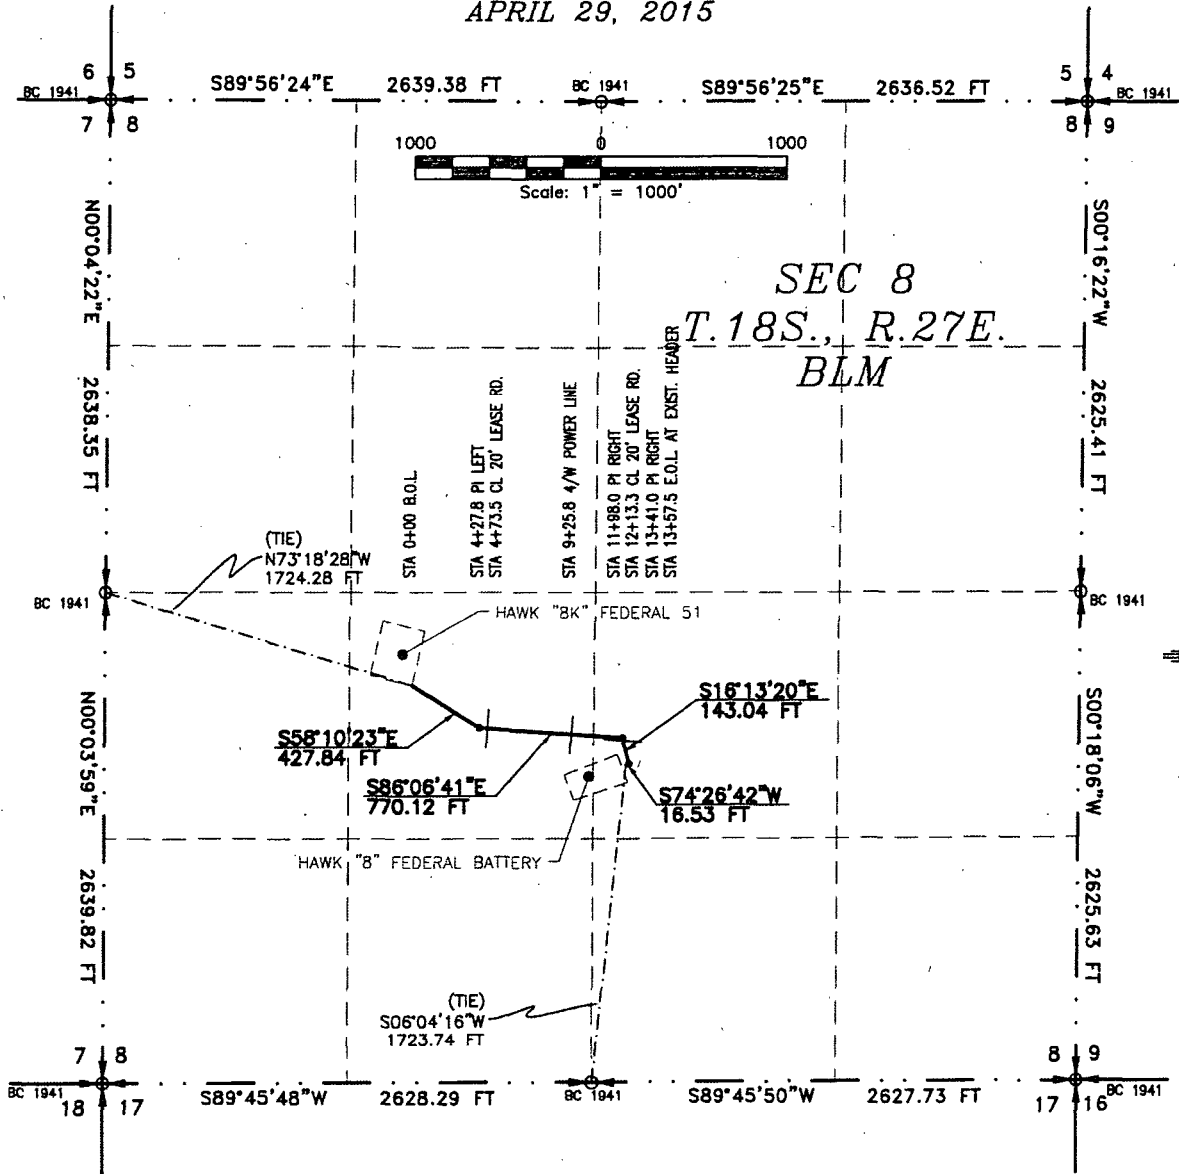 APRIL 29, 2015
6 5
5 4
BC 1941
S89°56'24"E 2639.38 FT
BC 1941
S89°56'25"E 2636.52 FT
BC 1941
7 8
8 9
1000 0 1000
Scale: 1" = 1000'
N00°04'22"E 2638.35 FT
S00°16'22"W 2625.41 FT
SEC 8
T.18S., R.27E.
BLM
STA 0+00 B.O.L.
STA 4+27.8 PI LEFT
STA 4+73.5 CL 20' LEASE RD.
STA 9+25.8 4/W POWER LINE
STA 11+98.0 PI RIGHT
STA 12+13.3 CL 20' LEASE RD.
STA 13+41.0 PI RIGHT
STA 13+57.5 E.O.L. AT EXIST. HEADER
(TIE)
N73°18'28"W
1724.28 FT
BC 1941
BC 1941
HAWK "8K" FEDERAL 51
S16°13'20"E
143.04 FT
S58°10'23"E
427.84 FT
S86°06'41"E
770.12 FT
S74°26'42"W
16.53 FT
HAWK "8" FEDERAL BATTERY
N00°03'59"E 2639.82 FT
S00°18'06"W 2625.63 FT
(TIE)
S06°04'16"W
1723.74 FT
7 8
8 9
BC 1941
S89°45'48"W 2628.29 FT
BC 1941
S89°45'50"W 2627.73 FT
BC 1941
18 17
17 16